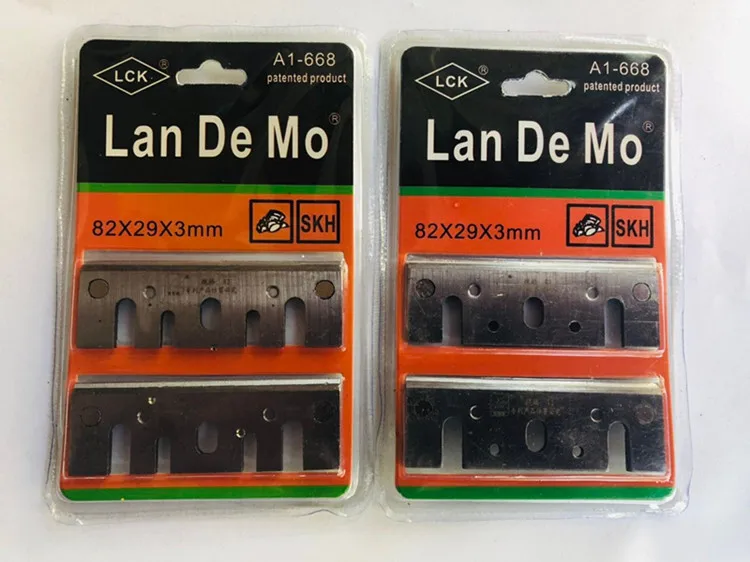 LCK®
A1-668
patented product
Lan De Mo®
82X29X3mm
SKH
LCK®
A1-668
patented product
Lan De Mo®
82X29X3mm
SKH